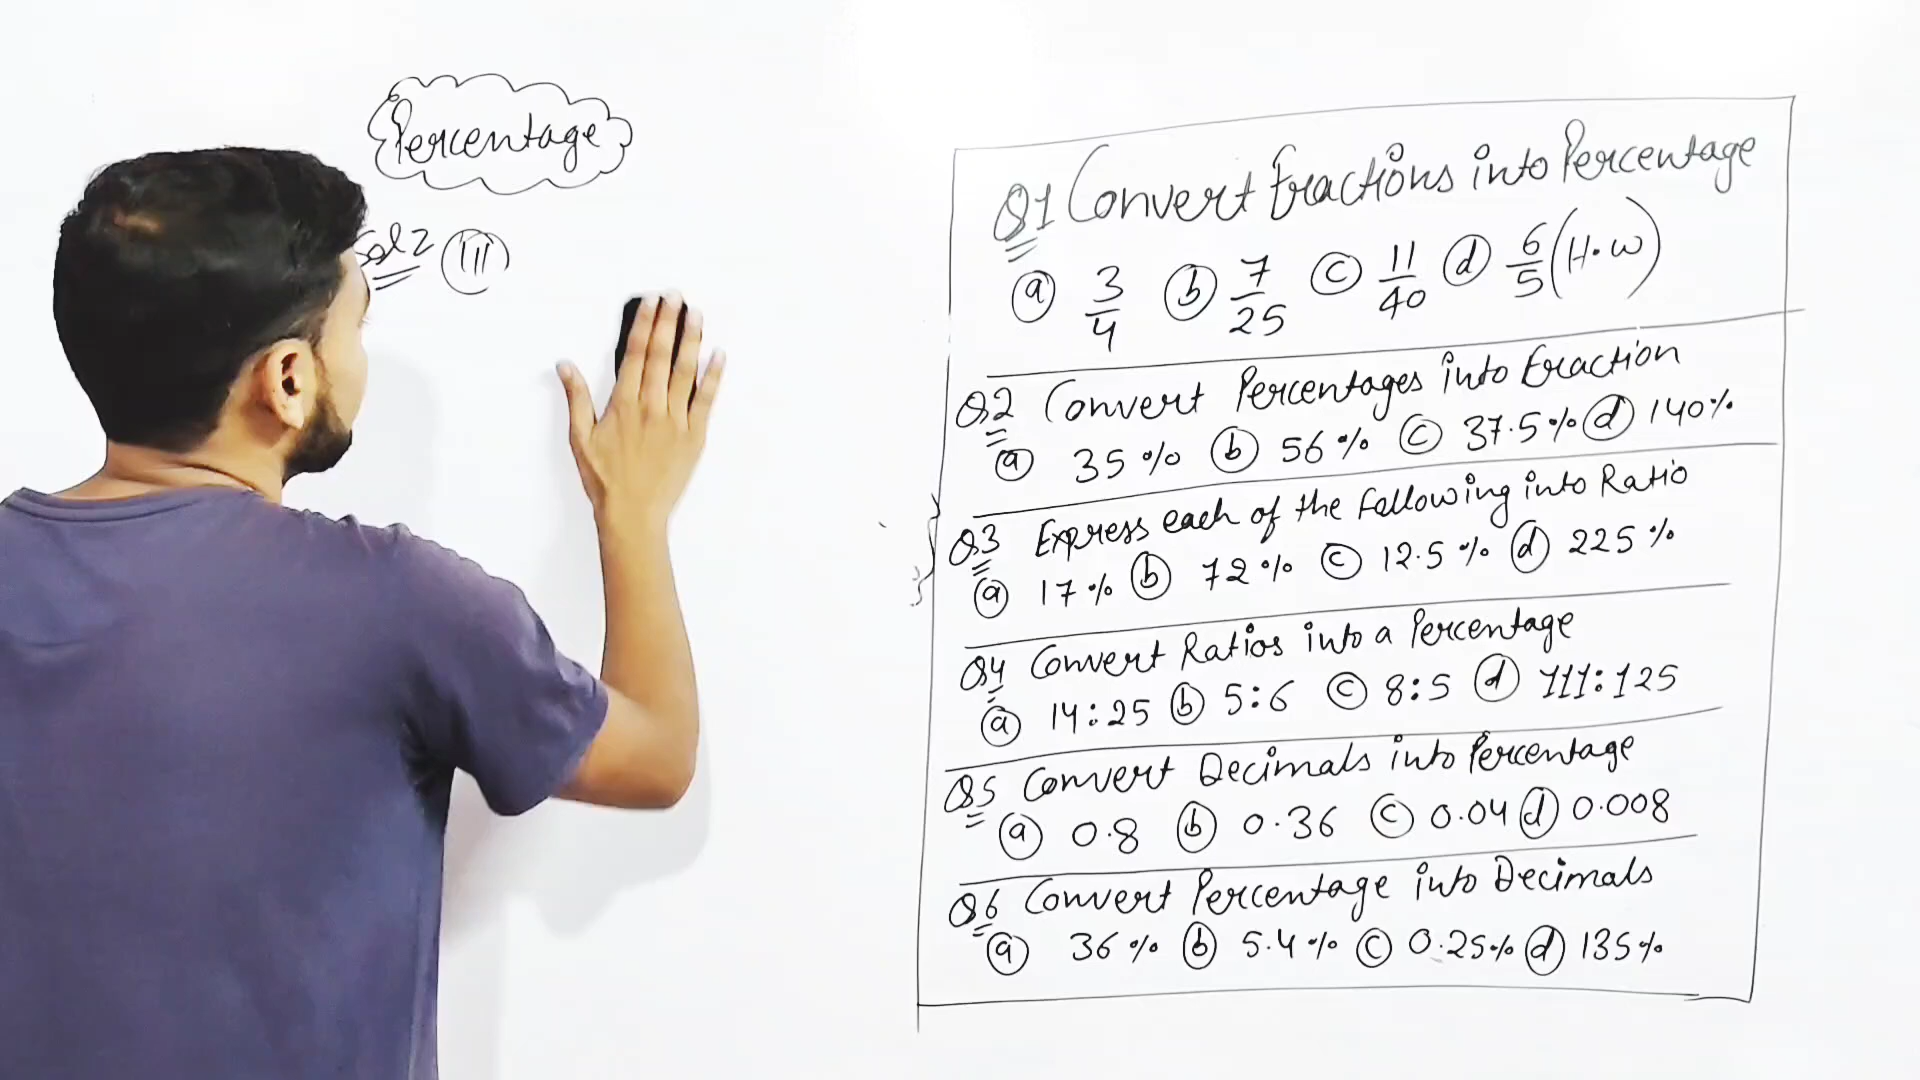 Percentage
Sol2 (III)
Q1 Convert Fractions into Percentage
(a) 3/4 (b) 7/25 (c) 11/40 (d) 6/5 (H.W)
Q2 Convert Percentages into Fraction
(a) 35% (b) 56% (c) 37.5% (d) 140%
Q3 Express each of the Following into Ratio
(a) 17% (b) 72% (c) 12.5% (d) 225%
Q4 Convert Ratios into a Percentage
(a) 14:25 (b) 5:6 (c) 8:5 (d) 111:125
Q5 Convert Decimals into Percentage
(a) 0.8 (b) 0.36 (c) 0.04 (d) 0.008
Q6 Convert Percentage into Decimals
(a) 36% (b) 5.4% (c) 0.25% (d) 135%